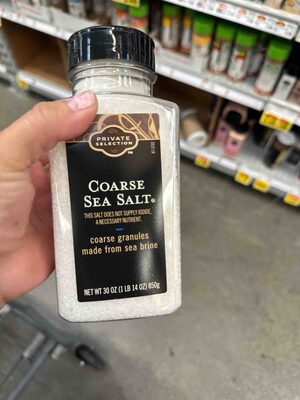 PRIVATE
SELECTION™
COARSE
SEA SALT®
THIS SALT DOES NOT SUPPLY IODIDE,
A NECESSARY NUTRIENT.
coarse granules
made from sea brine
NET WT 30 OZ (1 LB 14 OZ) 850g